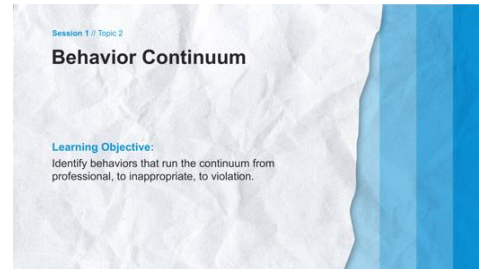 Session 1 // Topic 2
Behavior Continuum
Learning Objective:
Identify behaviors that run the continuum from
professional, to inappropriate, to violation.